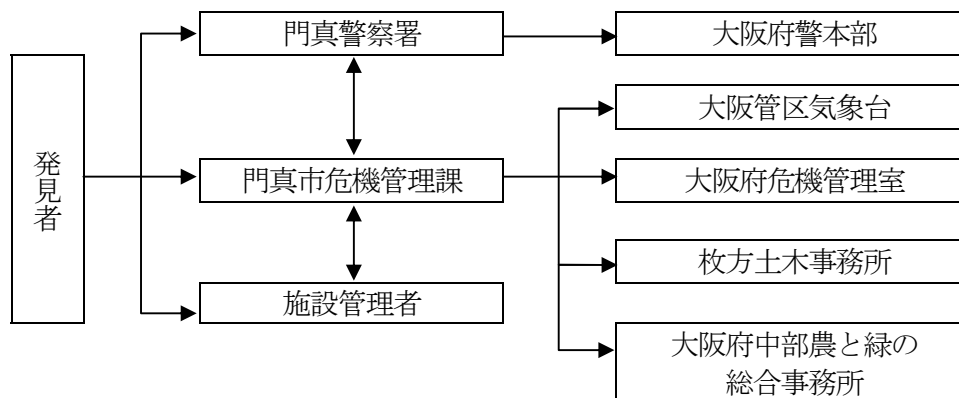 発見者
門真警察署
門真市危機管理課
施設管理者
大阪府警本部
大阪管区気象台
大阪府危機管理室
枚方土木事務所
大阪府中部農と緑の
総合事務所